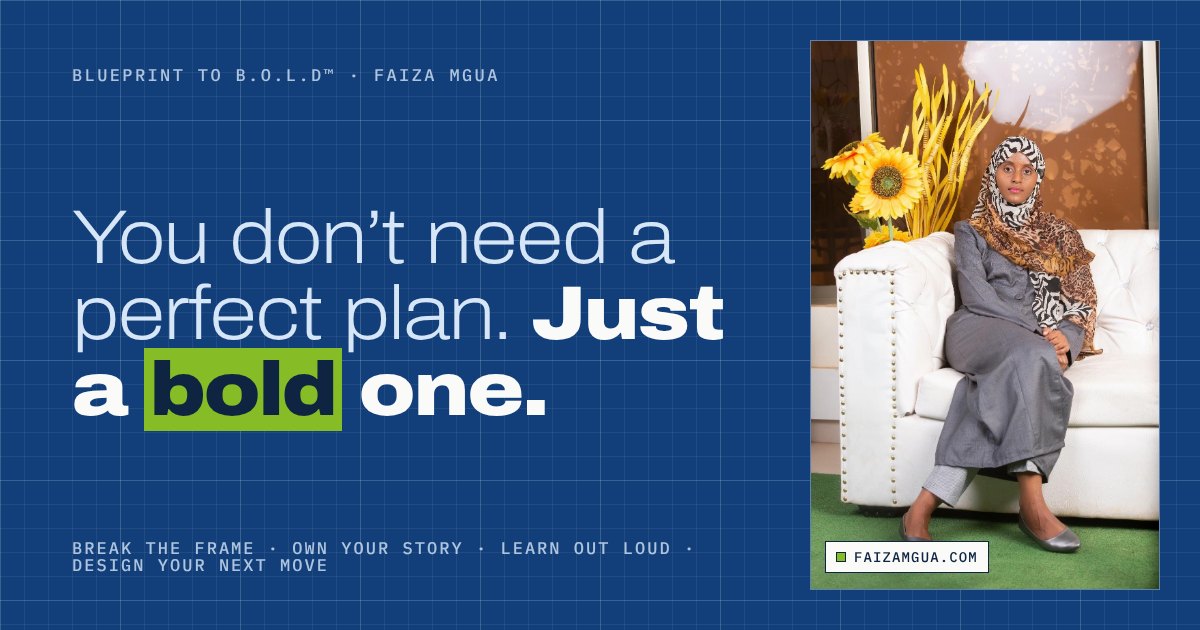 BLUEPRINT TO B.O.L.D™ · FAIZA MGUA
You don’t need a
perfect plan. Just
a bold one.
BREAK THE FRAME · OWN YOUR STORY · LEARN OUT LOUD ·
DESIGN YOUR NEXT MOVE
FAIZAMGUA.COM